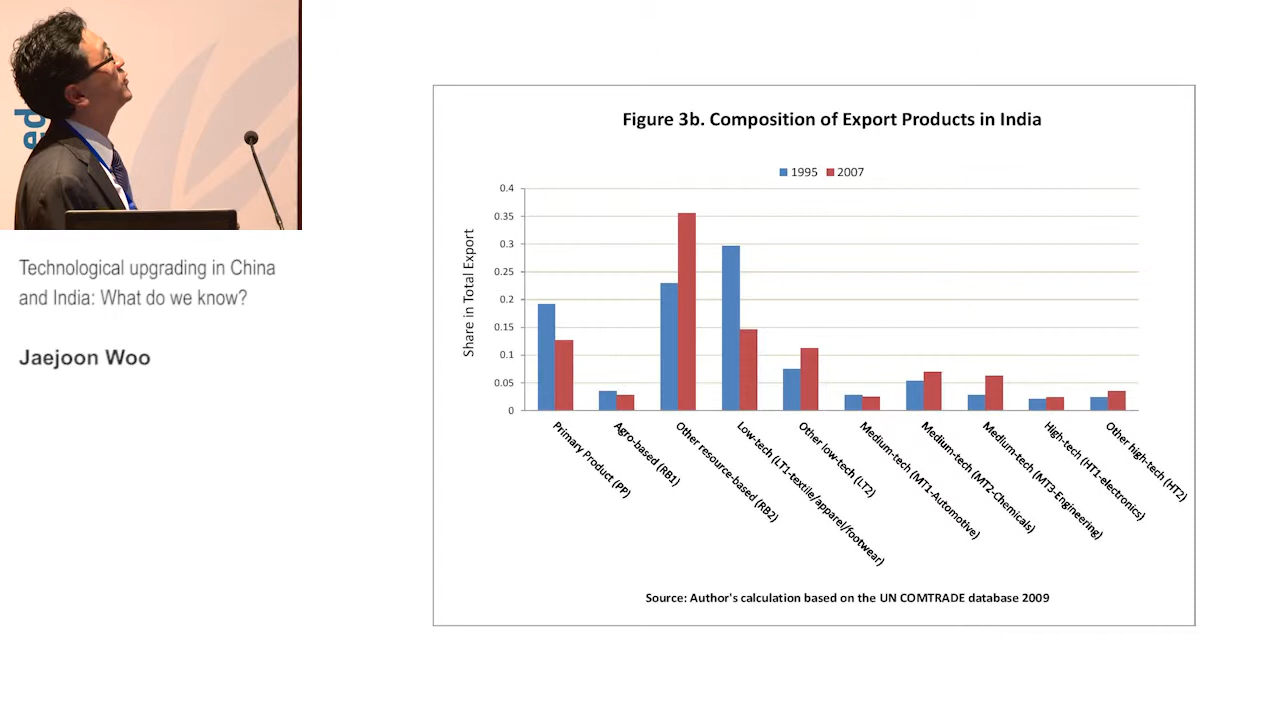 ed
Technological upgrading in China
and India: What do we know?
Jaejoon Woo
Figure 3b. Composition of Export Products in India
1995 2007
Share in Total Export
0.4
0.35
0.3
0.25
0.2
0.15
0.1
0.05
0
Primary Product (PP)
Agro-based (RB1)
Other resource-based (RB2)
Low-tech (LT1-textile/apparel/footwear)
Other low-tech (LT2)
Medium-tech (MT1-Automotive)
Medium-tech (MT2-Chemicals)
Medium-tech (MT3-Engineering)
High-tech (HT1-electronics)
Other high-tech (HT2)
Source: Author's calculation based on the UN COMTRADE database 2009